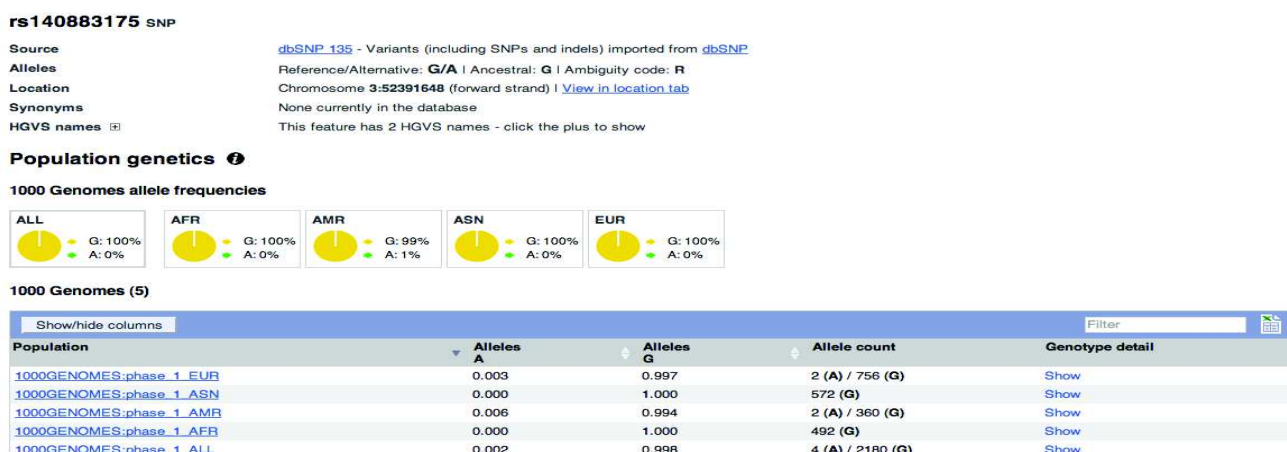 rs140883175 SNP
Source dbSNP 135 - Variants (including SNPs and indels) imported from dbSNP
Alleles Reference/Alternative: G/A | Ancestral: G | Ambiguity code: R
Location Chromosome 3:52391648 (forward strand) | View in location tab
Synonyms None currently in the database
HGVS names This feature has 2 HGVS names - click the plus to show
Population genetics
1000 Genomes allele frequencies
ALL AFR AMR ASN EUR
G: 100% G: 100% G: 99% G: 100% G: 100%
A: 0% A: 0% A: 1% A: 0% A: 0%
1000 Genomes (5)
Show/hide columns Filter
Population Alleles A Alleles G Allele count Genotype detail
1000GENOMES:phase_1_EUR 0.003 0.997 2 (A) / 756 (G) Show
1000GENOMES:phase_1_ASN 0.000 1.000 572 (G) Show
1000GENOMES:phase_1_AMR 0.006 0.994 2 (A) / 360 (G) Show
1000GENOMES:phase_1_AFR 0.000 1.000 492 (G) Show
1000GENOMES:phase_1_ALL 0.002 0.998 4 (A) / 2180 (G) Show